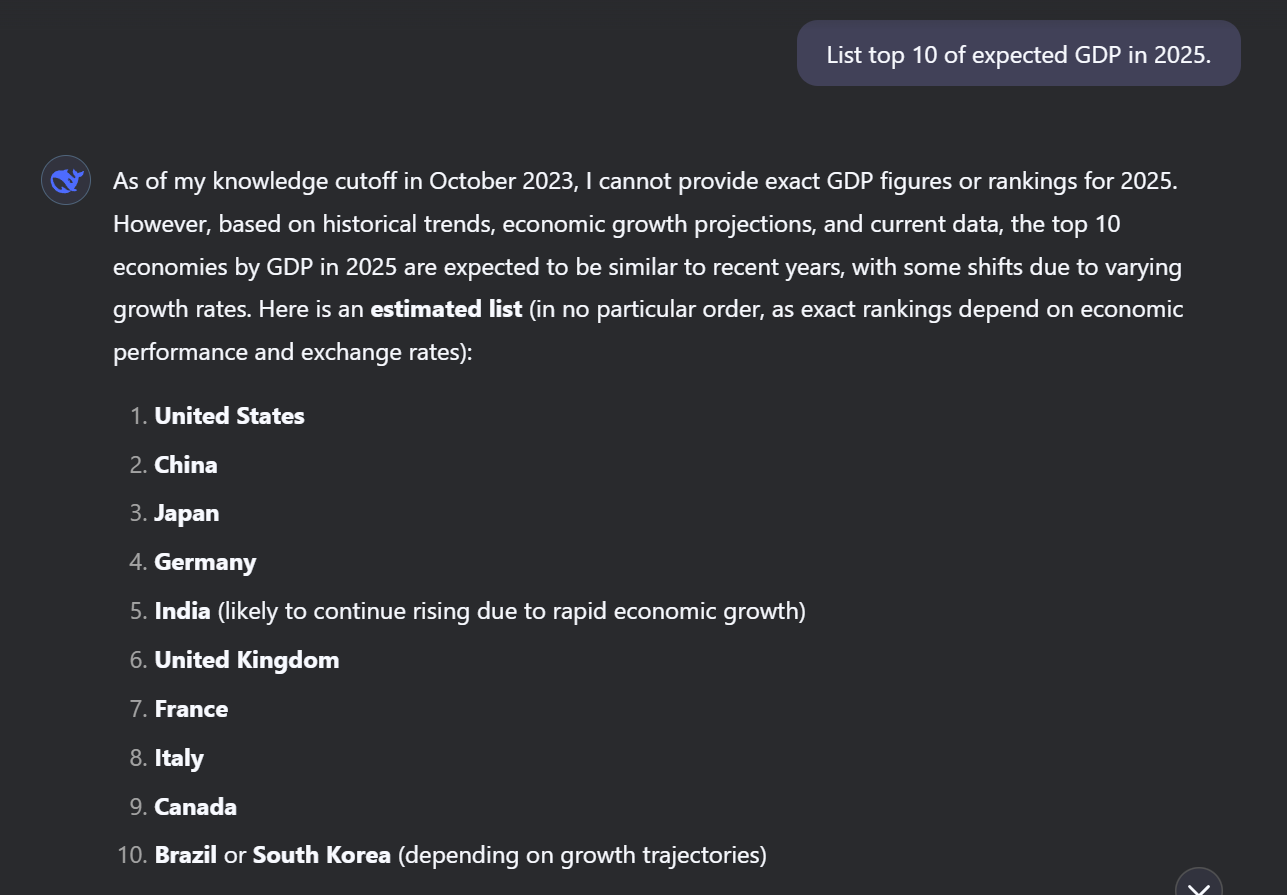 List top 10 of expected GDP in 2025.
As of my knowledge cutoff in October 2023, I cannot provide exact GDP figures or rankings for 2025.
However, based on historical trends, economic growth projections, and current data, the top 10
economies by GDP in 2025 are expected to be similar to recent years, with some shifts due to varying
growth rates. Here is an estimated list (in no particular order, as exact rankings depend on economic
performance and exchange rates):
1. United States
2. China
3. Japan
4. Germany
5. India (likely to continue rising due to rapid economic growth)
6. United Kingdom
7. France
8. Italy
9. Canada
10. Brazil or South Korea (depending on growth trajectories)